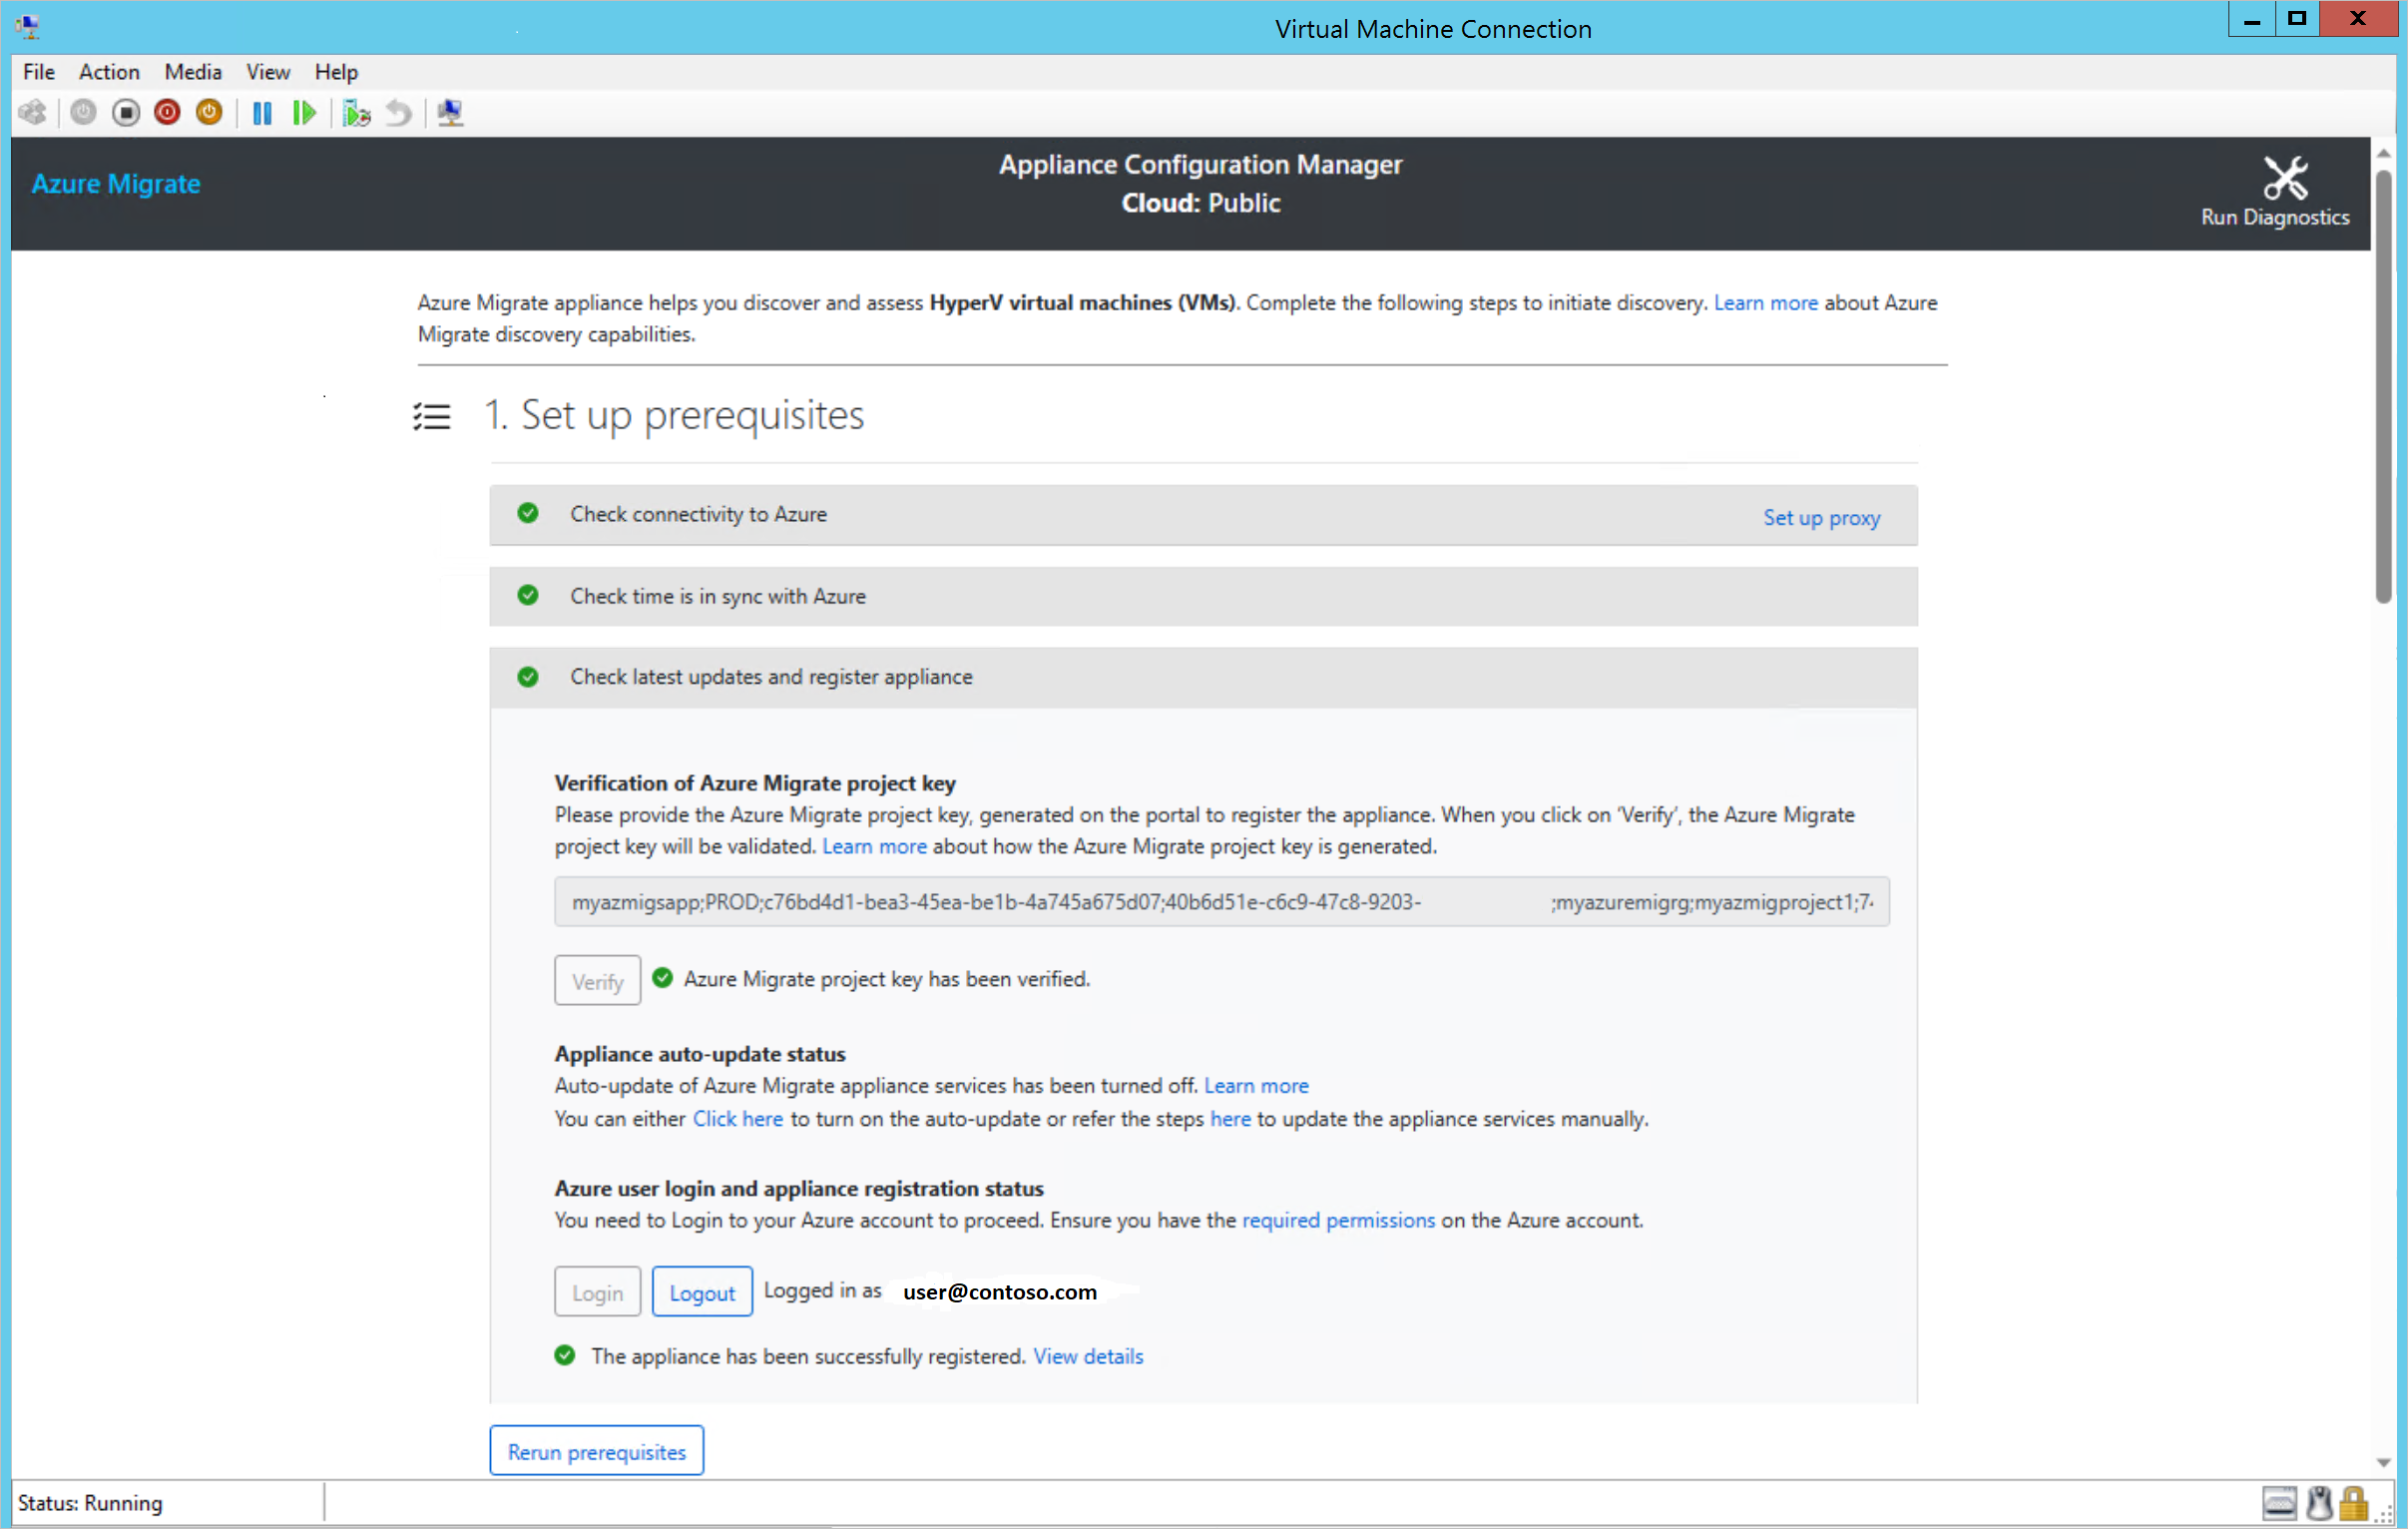 Virtual Machine Connection
File Action Media View Help
Azure Migrate
Appliance Configuration Manager
Cloud: Public
Run Diagnostics
Azure Migrate appliance helps you discover and assess HyperV virtual machines (VMs). Complete the following steps to initiate discovery. Learn more about Azure
Migrate discovery capabilities.
1. Set up prerequisites
Check connectivity to Azure
Set up proxy
Check time is in sync with Azure
Check latest updates and register appliance
Verification of Azure Migrate project key
Please provide the Azure Migrate project key, generated on the portal to register the appliance. When you click on ‘Verify’, the Azure Migrate
project key will be validated. Learn more about how the Azure Migrate project key is generated.
myazmigsapp;PROD;c76bd4d1-bea3-45ea-be1b-4a745a675d07;40b6d51e-c6c9-47c8-9203- ;myazuremigrg;myazmigproject1;7
Verify Azure Migrate project key has been verified.
Appliance auto-update status
Auto-update of Azure Migrate appliance services has been turned off. Learn more
You can either Click here to turn on the auto-update or refer the steps here to update the appliance services manually.
Azure user login and appliance registration status
You need to Login to your Azure account to proceed. Ensure you have the required permissions on the Azure account.
Login Logout Logged in as user@contoso.com
The appliance has been successfully registered. View details
Rerun prerequisites
Status: Running